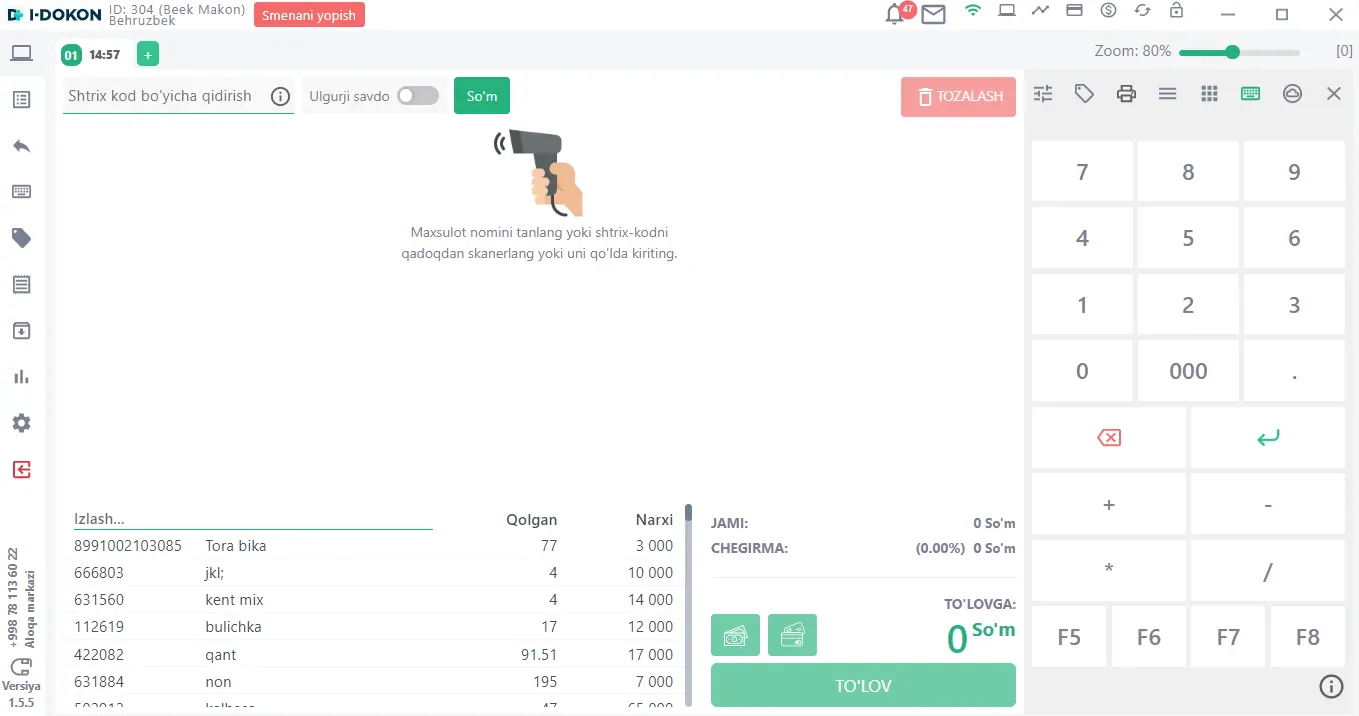 I-DOKON
ID: 304 (Beek Makon)
Behruzbek
Smenani yopish
47
01 14:57 +
Zoom: 80%
[0]
Shtrix kod bo'yicha qidirish
Ulgurji savdo
So'm
TOZALASH
Maxsulot nomini tanlang yoki shtrix-kodni
qadoqdan skanerlang yoki uni qo'lda kiriting.
Izlash... Qolgan Narxi
8991002103085 Tora bika 77 3 000
666803 jkl; 4 10 000
631560 kent mix 4 14 000
112619 bulichka 17 12 000
422082 qant 91.51 17 000
631884 non 195 7 000
JAMI: 0 So'm
CHEGIRMA: (0.00%) 0 So'm
TO'LOVGA:
0 So'm
TO'LOV
7 8 9
4 5 6
1 2 3
0 000 .
+ -
* /
F5 F6 F7 F8
+998 78 113 60 22
Aloqa markazi
Versiya
1.5.5